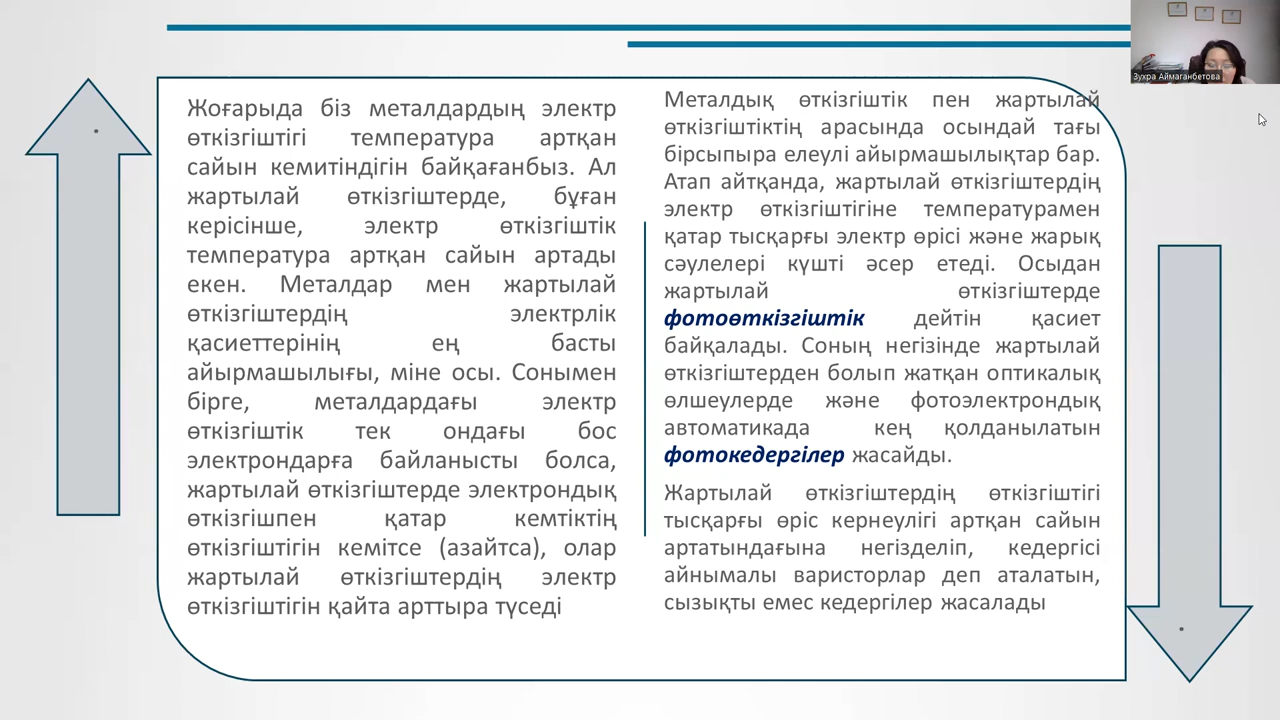 Жоғарыда біз металдардың электр
өткізгіштігі температура артқан
сайын кемитіндігін байқағанбыз. Ал
жартылай өткізгіштерде, бұған
керісінше, электр өткізгіштік
температура артқан сайын артады
екен. Металдар мен жартылай
өткізгіштердің электрлік
қасиеттерінің ең басты
айырмашылығы, міне осы. Сонымен
бірге, металдардағы электр
өткізгіштік тек ондағы бос
электрондарға байланысты болса,
жартылай өткізгіштерде электрондық
өткізгішпен қатар кемтіктің
өткізгіштігін кемітсе (азайтса), олар
жартылай өткізгіштердің электр
өткізгіштігін қайта арттыра түседі
Металдық өткізгіштік пен жартылай
өткізгіштіктің арасында осындай тағы
бірсыпыра елеулі айырмашылықтар бар.
Атап айтқанда, жартылай өткізгіштердің
электр өткізгіштігіне температурамен
қатар тысқарғы электр өрісі және жарық
сәулелері күшті әсер етеді. Осыдан
жартылай өткізгіштерде
фотоөткізгіштік дейтін қасиет
байқалады. Соның негізінде жартылай
өткізгіштерден болып жатқан оптикалық
өлшеулерде және фотоэлектрондық
автоматикада кең қолданылатын
фотокедергілер жасайды.
Жартылай өткізгіштердің өткізгіштігі
тысқарғы өріс кернеулігі артқан сайын
артатындағына негізделіп, кедергісі
айнымалы варисторлар деп аталатын,
сызықты емес кедергілер жасалады
Зухра Аймаганбетова